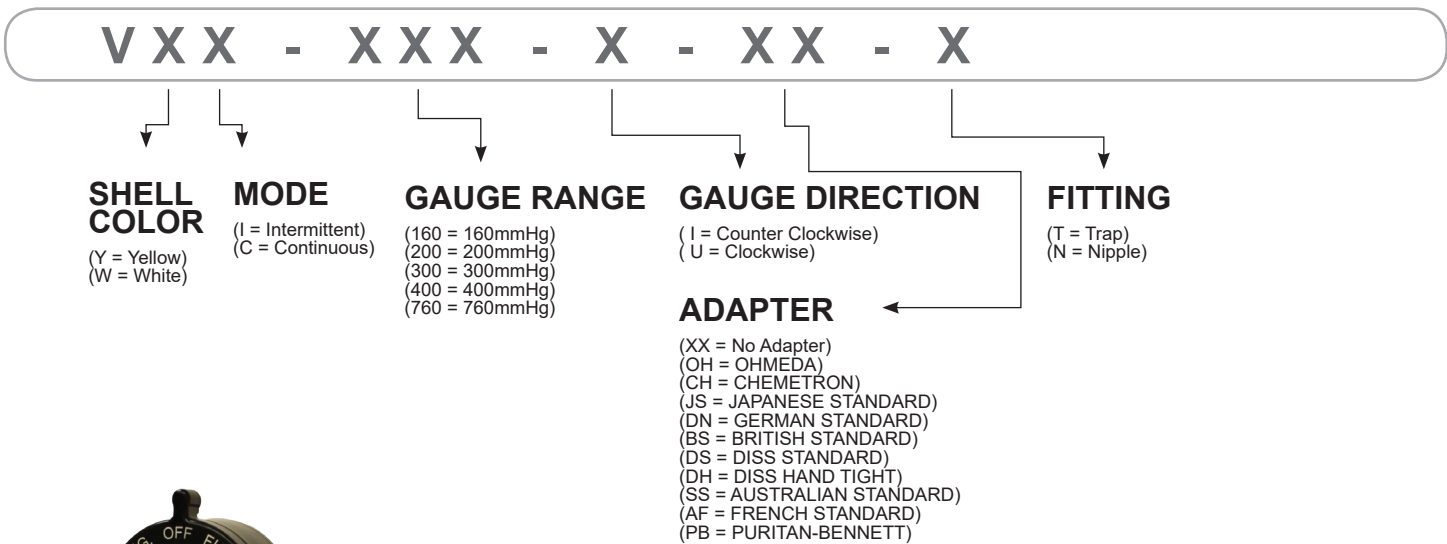 V X X - X X X - X - X X - X
SHELL
COLOR
(Y = Yellow)
(W = White)
MODE
(I = Intermittent)
(C = Continuous)
GAUGE RANGE
(160 = 160mmHg)
(200 = 200mmHg)
(300 = 300mmHg)
(400 = 400mmHg)
(760 = 760mmHg)
GAUGE DIRECTION
( I = Counter Clockwise)
( U = Clockwise)
FITTING
(T = Trap)
(N = Nipple)
ADAPTER
(XX = No Adapter)
(OH = OHMEDA)
(CH = CHEMETRON)
(JS = JAPANESE STANDARD)
(DN = GERMAN STANDARD)
(BS = BRITISH STANDARD)
(DS = DISS STANDARD)
(DH = DISS HAND TIGHT)
(SS = AUSTRALIAN STANDARD)
(AF = FRENCH STANDARD)
(PB = PURITAN-BENNETT)
OFF